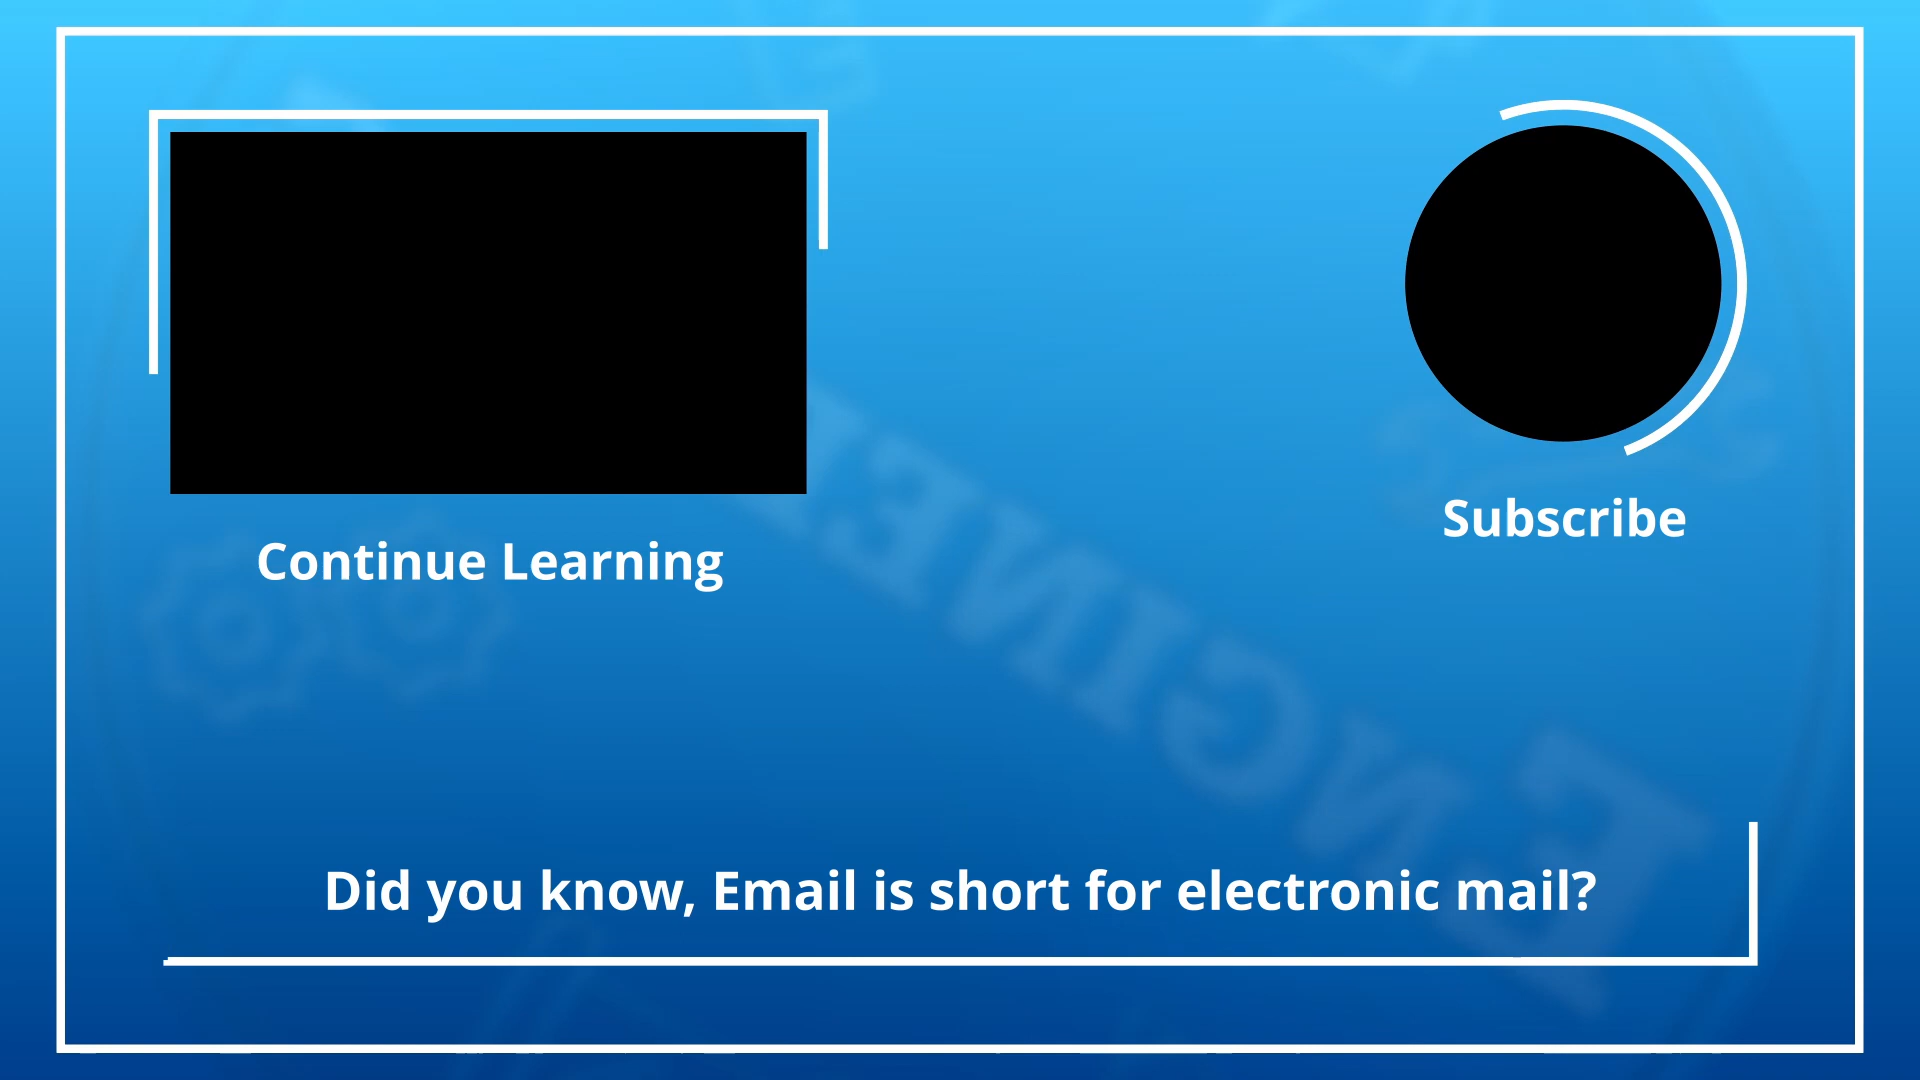 Continue Learning
Subscribe
Did you know, Email is short for electronic mail?